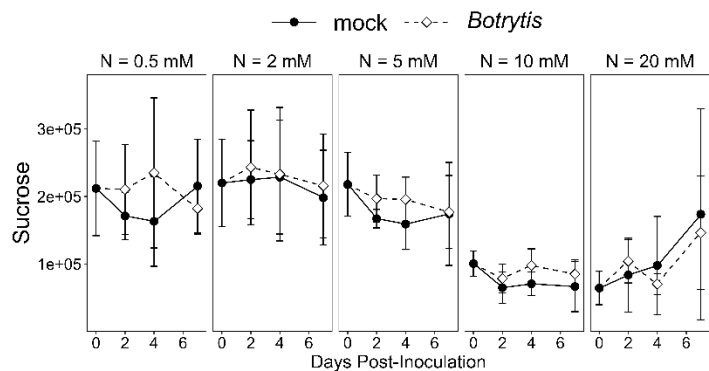 mock Botrytis
N = 0.5 mM N = 2 mM N = 5 mM N = 10 mM N = 20 mM
Sucrose
3e+05
2e+05
1e+05
0 2 4 6 0 2 4 6 0 2 4 6 0 2 4 6 0 2 4 6
Days Post-Inoculation